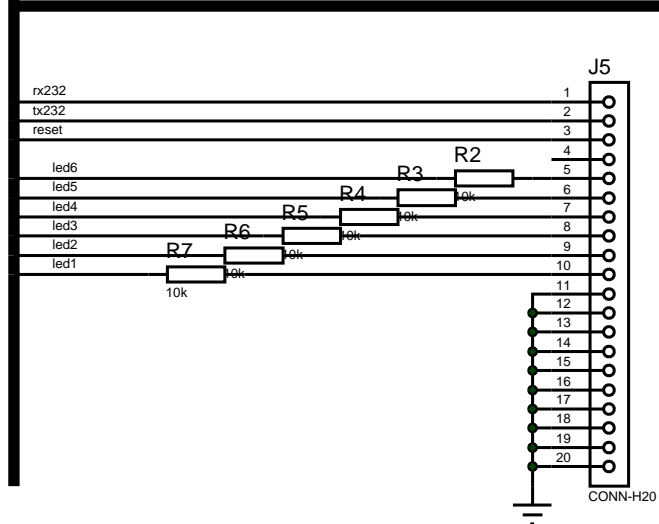 J5
rx232 1
tx232 2
reset 3
4
led6 R2 5
led5 R3 10k 6
led4 R4 10k 7
led3 R5 10k 8
led2 R6 10k 9
led1 R7 10k 10
10k
11
12
13
14
15
16
17
18
19
20
CONN-H20